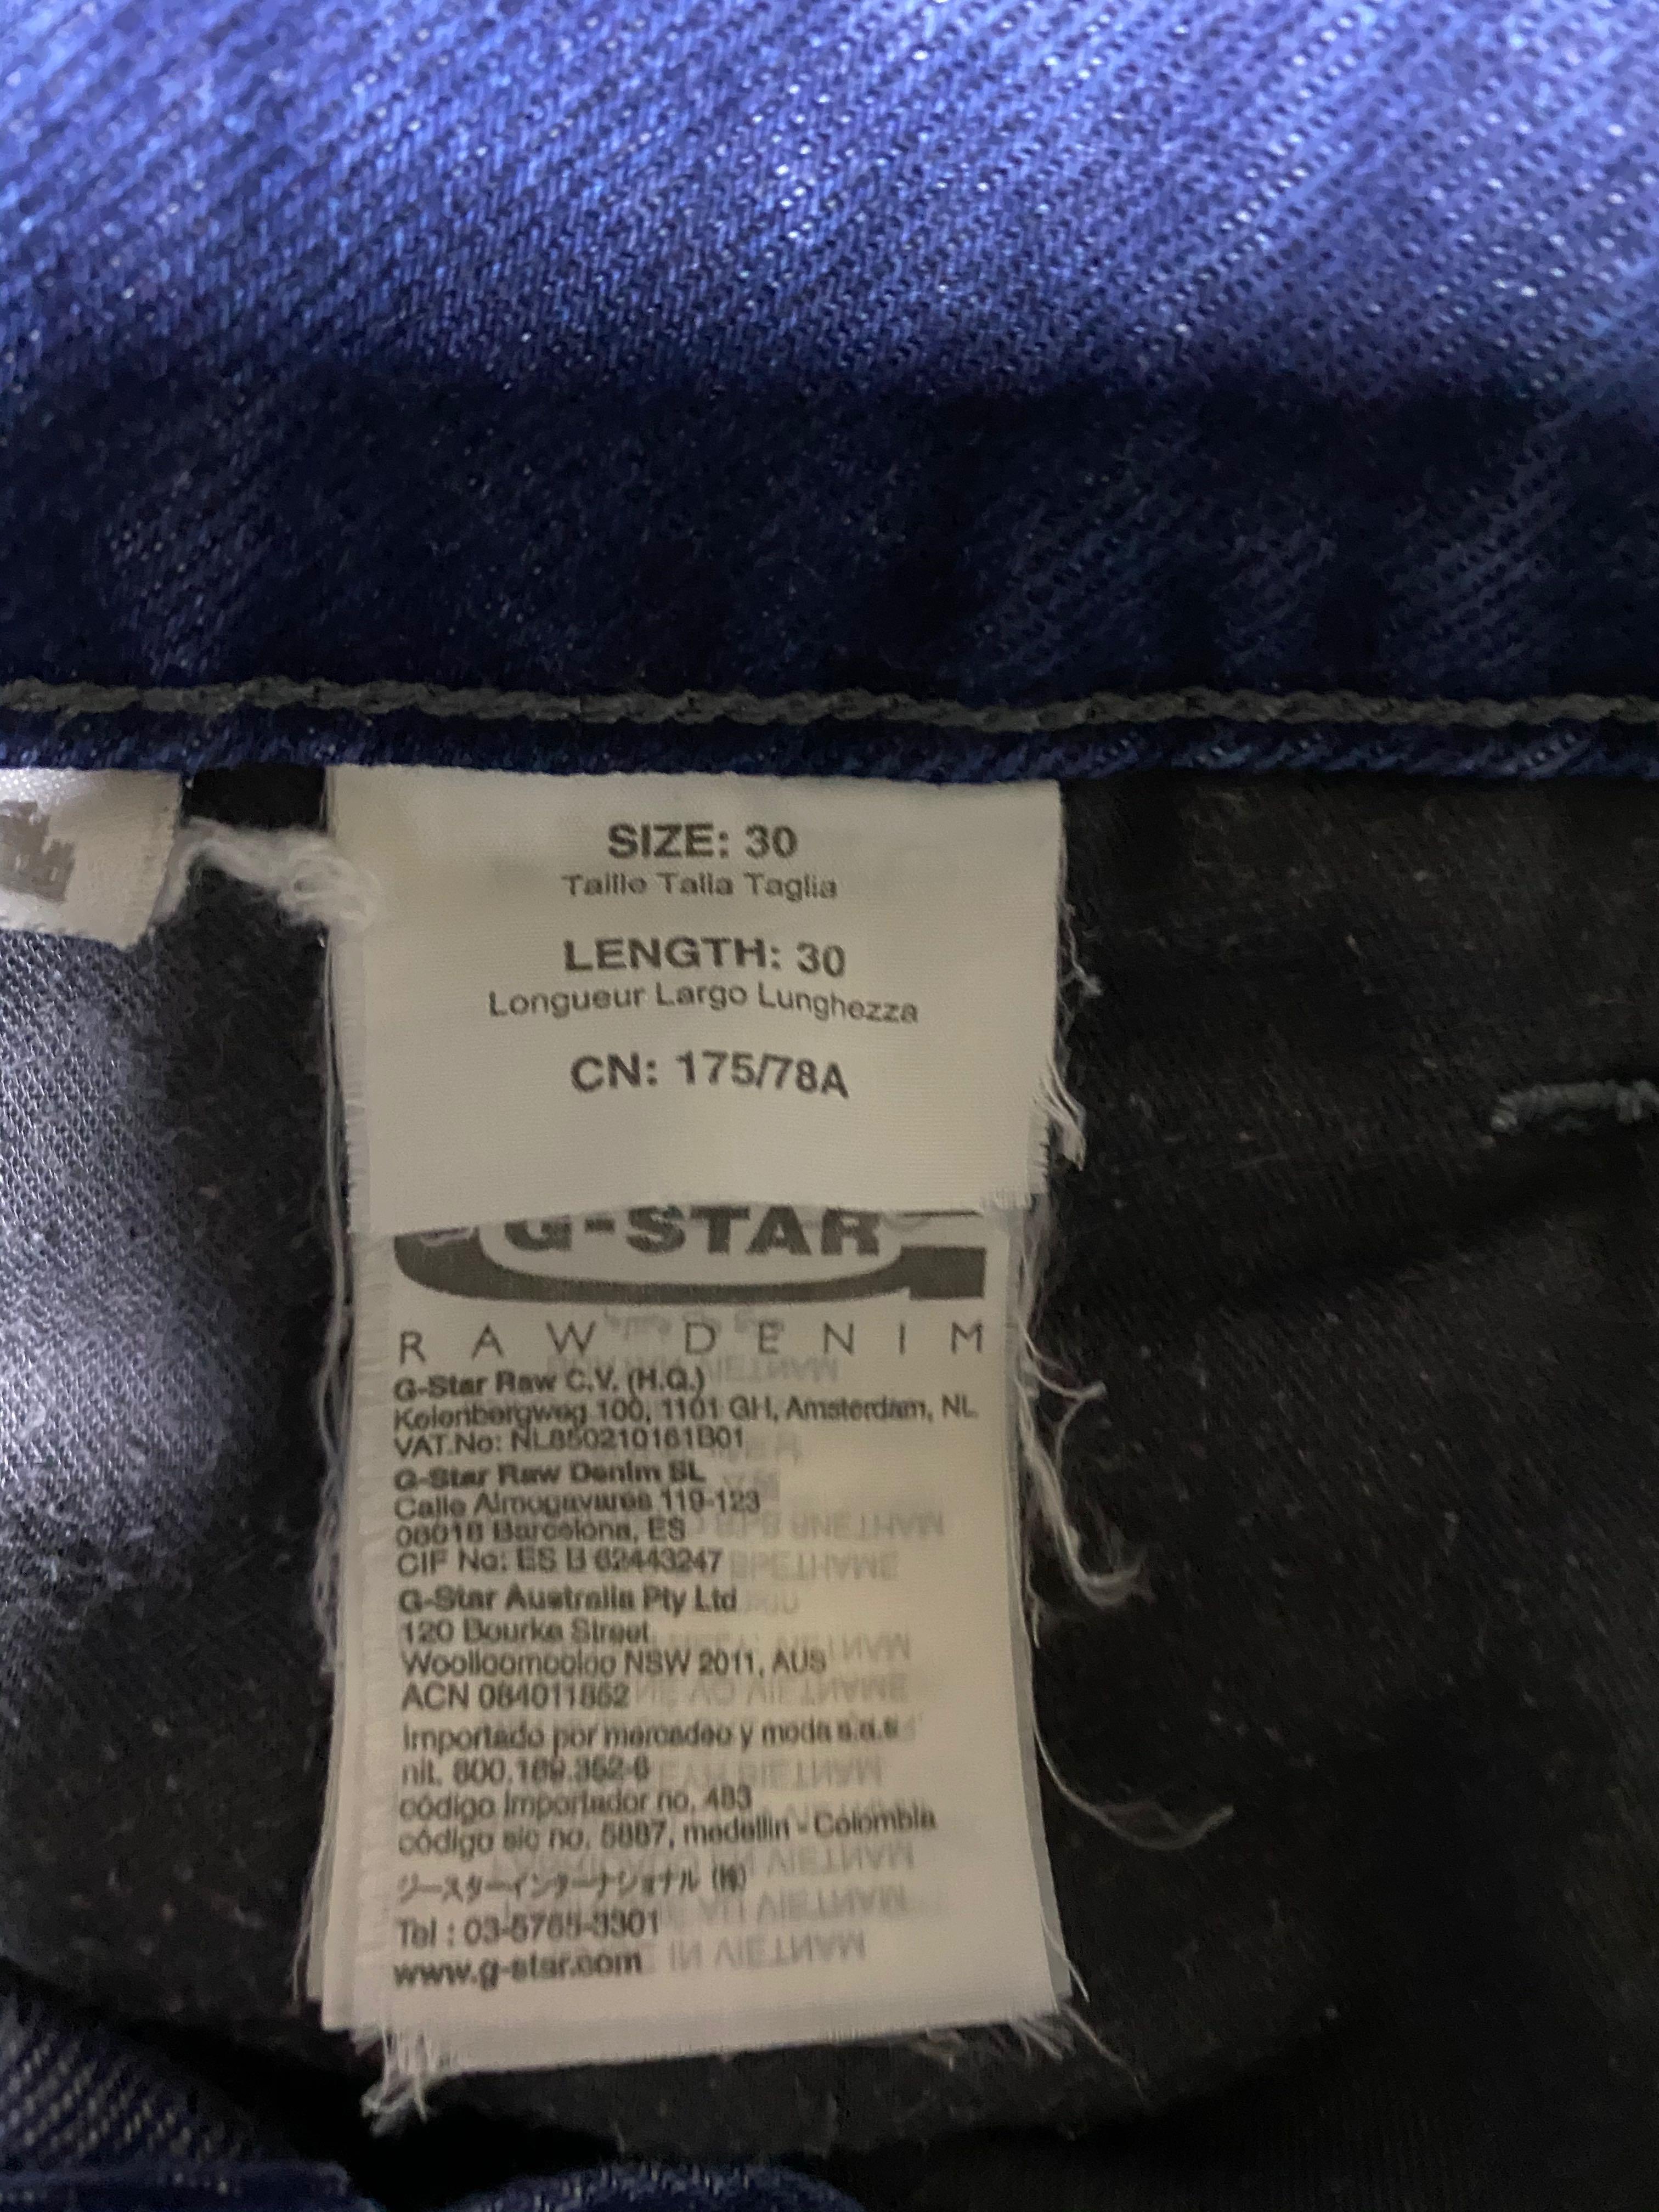 SIZE: 30
Taille Talla Taglia
LENGTH: 30
Longueur Largo Lunghezza
CN: 175/78A
G-STAR
RAW DENIM
G-Star Raw C.V. (H.Q.)
Kelenbergweg 100, 1101 GH, Amsterdam, NL
VAT.No: NL850210161B01
G-Star Raw Denim SL
Calle Almogavares 119-123
08018 Barcelona, ES
CIF No: ES B 62443247
G-Star Australia Pty Ltd
120 Bourke Street
Woolloomooloo NSW 2011, AUS
ACN 084011852
Importado por mercadeo y moda s.a.s
nit. 800.189.352-6
código importador no. 483
código sic no. 5887, medellin - Colombia
ジースターインターナショナル (株)
Tel : 03-5765-3301
www.g-star.com